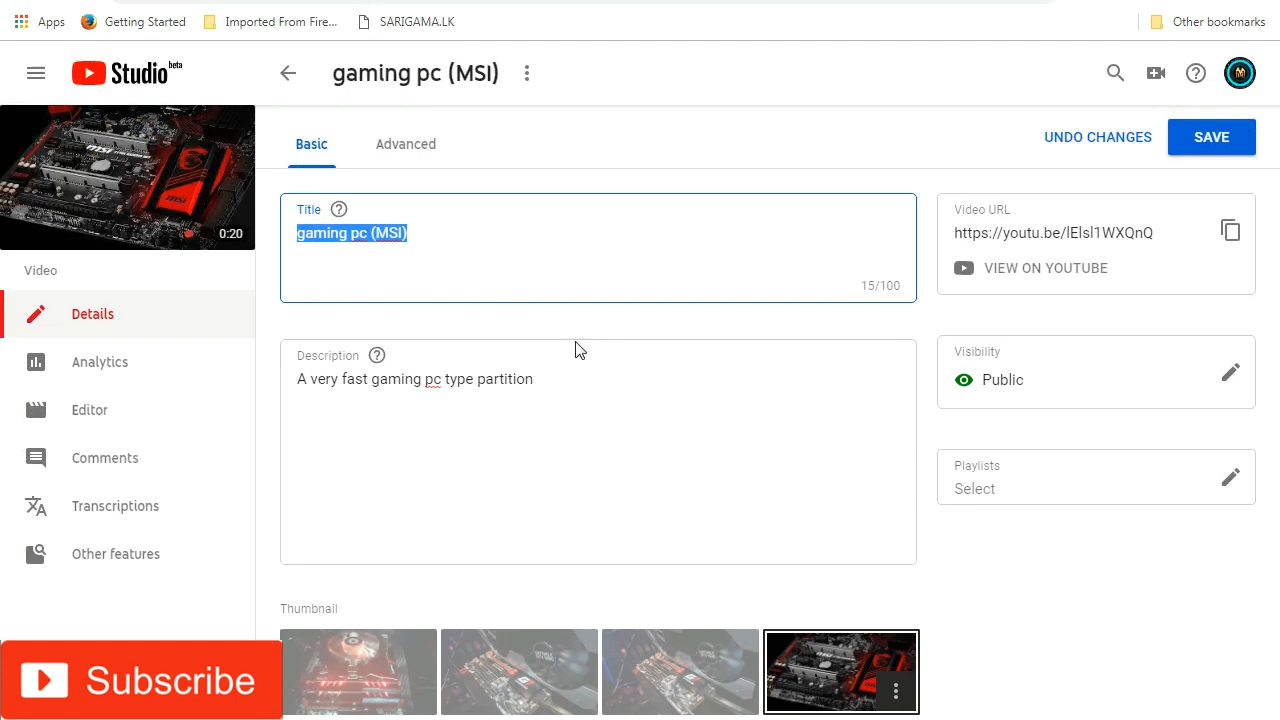 Apps Getting Started Imported From Fire... SARIGAMA.LK Other bookmarks
Studio beta
gaming pc (MSI)
Basic Advanced UNDO CHANGES SAVE
0:20
Video
Details
Analytics
Editor
Comments
Transcriptions
Other features
Title
gaming pc (MSI)
15/100
Description
A very fast gaming pc type partition
Video URL
https://youtu.be/lElsl1WXQnQ
VIEW ON YOUTUBE
Visibility
Public
Playlists
Select
Thumbnail
Subscribe